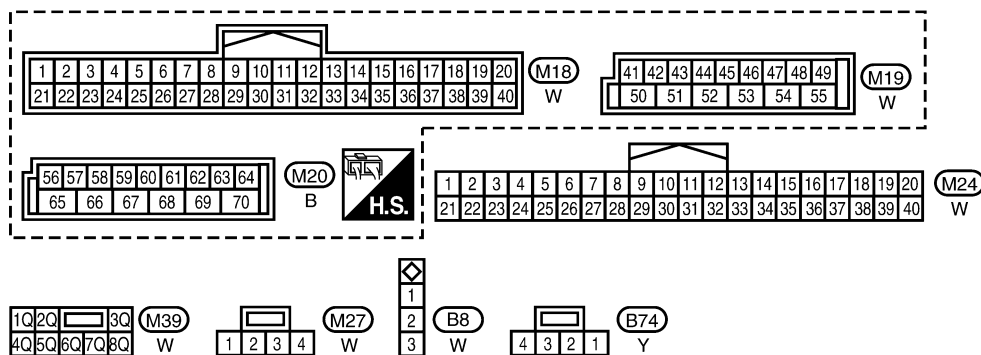 1 2 3 4 5 6 7 8 9 10 11 12 13 14 15 16 17 18 19 20 M18
21 22 23 24 25 26 27 28 29 30 31 32 33 34 35 36 37 38 39 40 W
41 42 43 44 45 46 47 48 49 M19
50 51 52 53 54 55 W
56 57 58 59 60 61 62 63 64 M20
65 66 67 68 69 70 B
H.S.
1 2 3 4 5 6 7 8 9 10 11 12 13 14 15 16 17 18 19 20 M24
21 22 23 24 25 26 27 28 29 30 31 32 33 34 35 36 37 38 39 40 W
1Q 2Q 3Q M39
4Q 5Q 6Q 7Q 8Q W
M27
1 2 3 4 W
1
2 B8
3 W
B74
4 3 2 1 Y